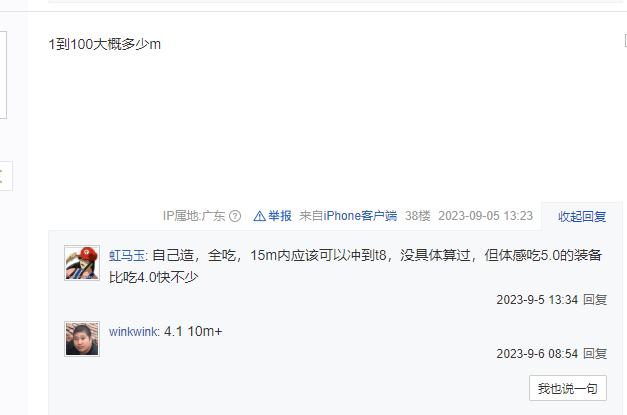 1到100大概多少m
IP属地:广东 举报 来自iPhone客户端 38楼 2023-09-05 13:23 收起回复
虹马玉: 自己造，全吃，15m内应该可以冲到t8，没具体算过，但体感吃5.0的装备
比吃4.0快不少
2023-9-5 13:34 回复
winkwink: 4.1 10m+
2023-9-6 08:54 回复
我也说一句